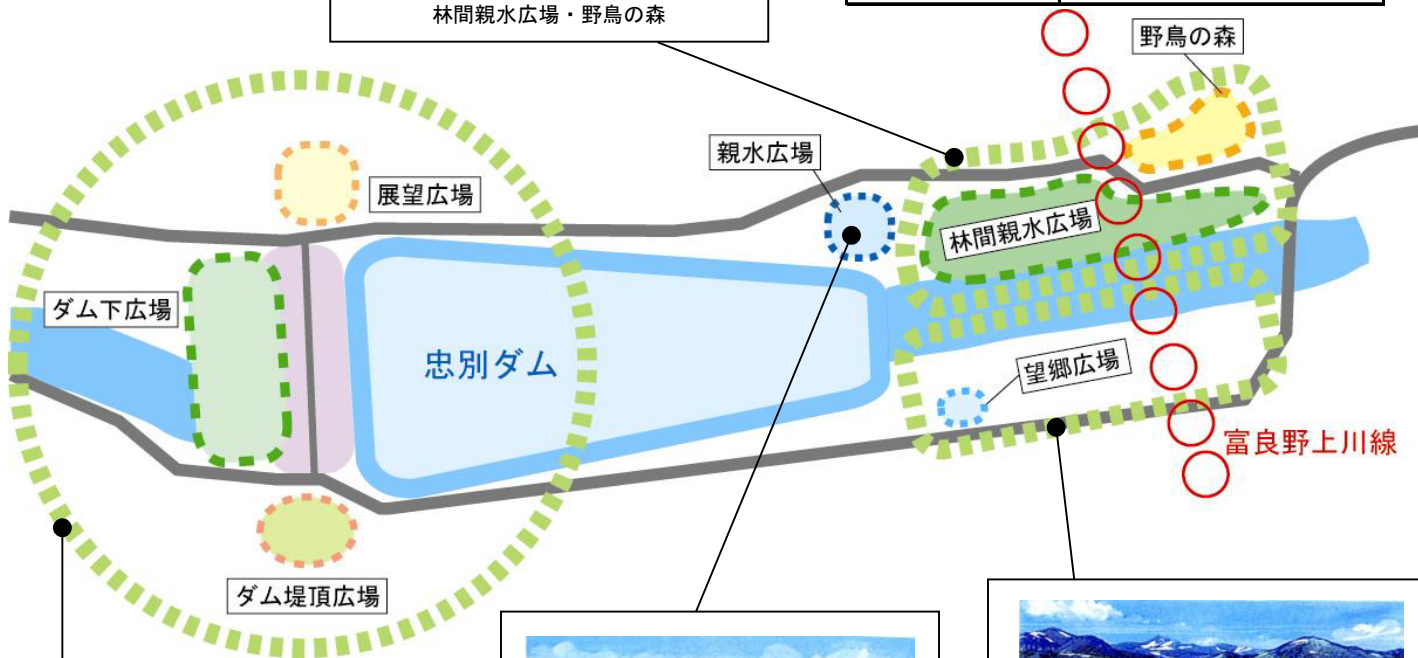 林間親水広場・野鳥の森
野鳥の森
親水広場
展望広場
林間親水広場
ダム下広場
忠別ダム
望郷広場
富良野上川線
ダム堤頂広場